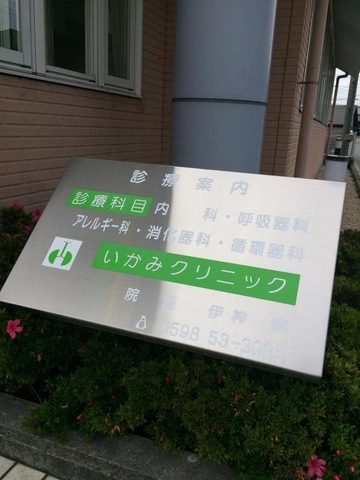 診療案内
診療科目 内 科・呼吸器科
アレルギー科・消化器科・循環器科
いかみクリニック
院 伊
0598 53-